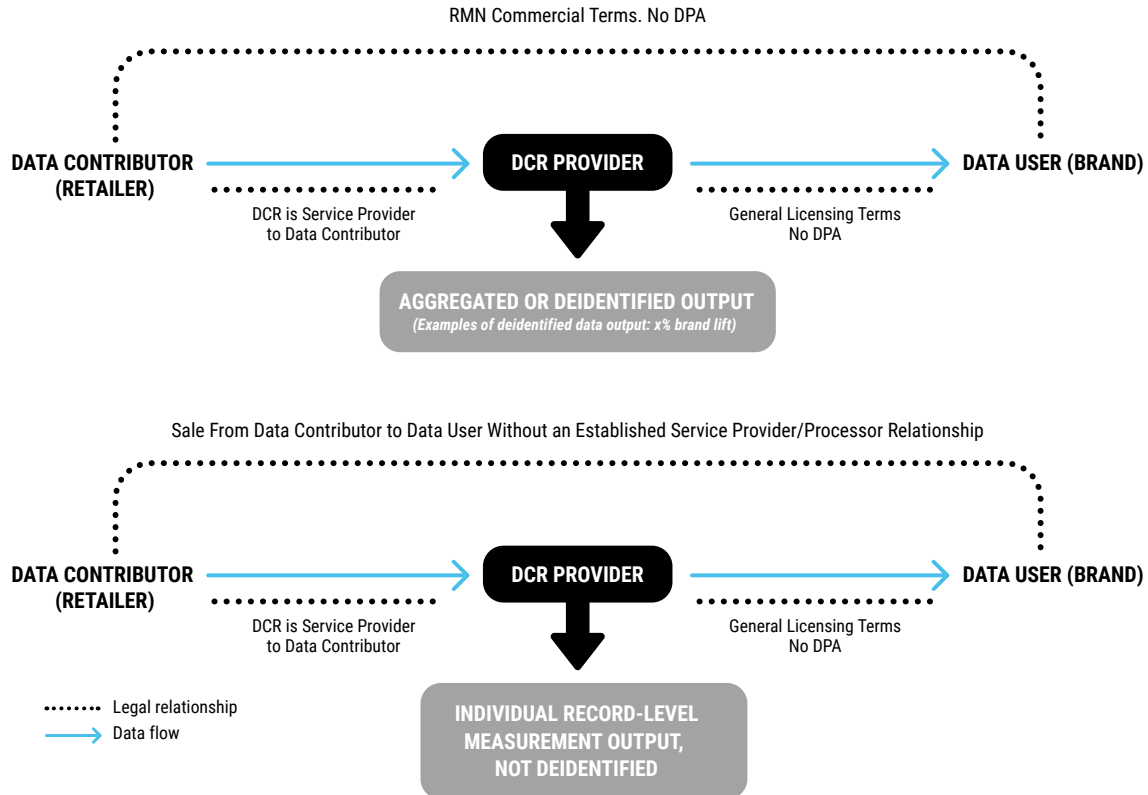 RMN Commercial Terms. No DPA
DATA CONTRIBUTOR
(RETAILER)
DCR PROVIDER
DATA USER (BRAND)
DCR is Service Provider
to Data Contributor
General Licensing Terms
No DPA
AGGREGATED OR DEIDENTIFIED OUTPUT
(Examples of deidentified data output: x% brand lift)
Sale From Data Contributor to Data User Without an Established Service Provider/Processor Relationship
DATA CONTRIBUTOR
(RETAILER)
DCR PROVIDER
DATA USER (BRAND)
DCR is Service Provider
to Data Contributor
General Licensing Terms
No DPA
INDIVIDUAL RECORD-LEVEL
MEASUREMENT OUTPUT,
NOT DEIDENTIFIED
Legal relationship
Data flow